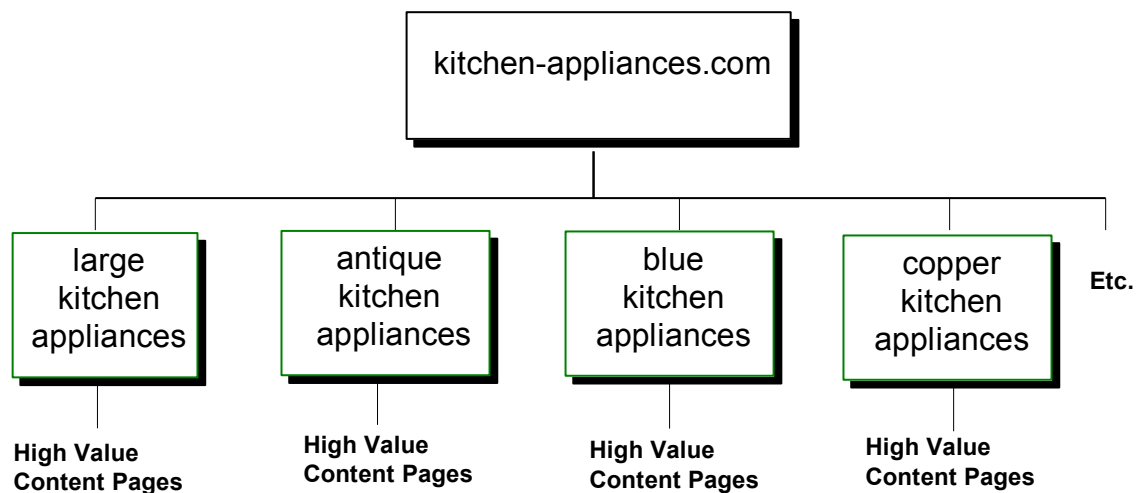 kitchen-appliances.com
large
kitchen
appliances
antique
kitchen
appliances
blue
kitchen
appliances
copper
kitchen
appliances
Etc.
High Value
Content Pages
High Value
Content Pages
High Value
Content Pages
High Value
Content Pages